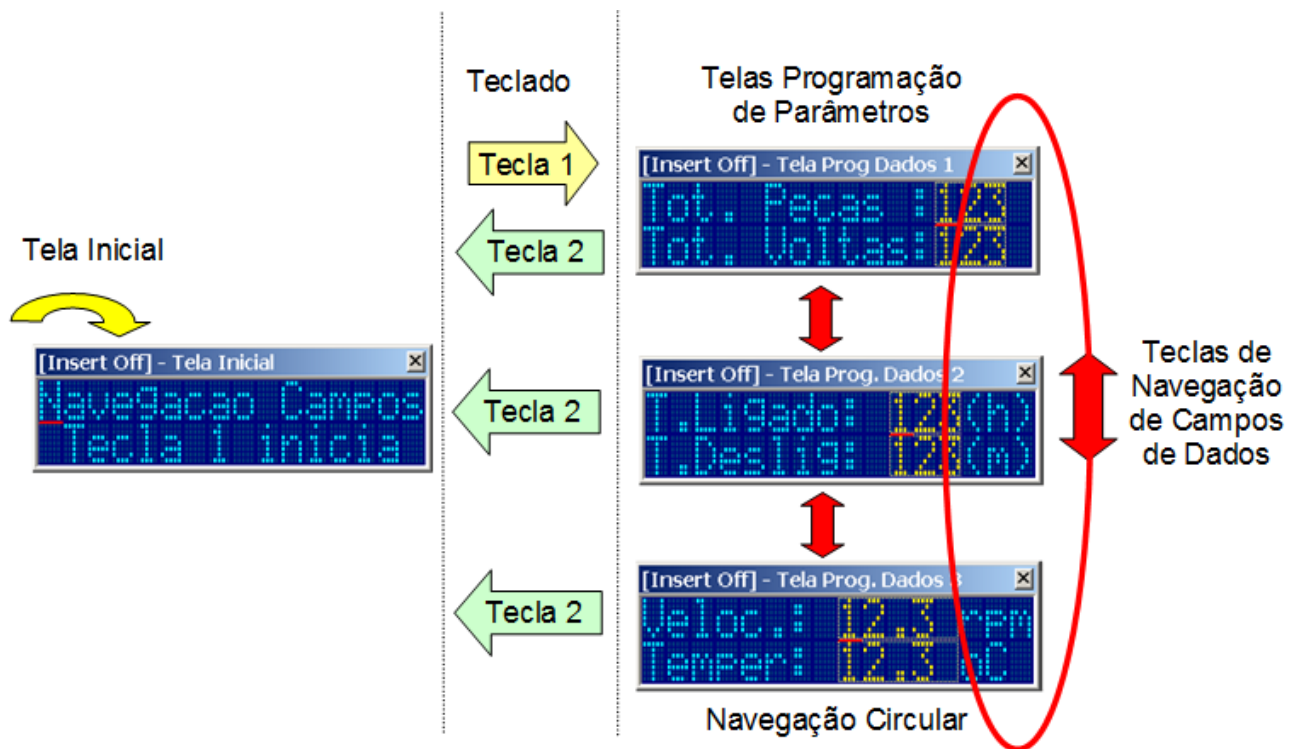 Tela Inicial
[Insert Off] - Tela Inicial
Navegacao Campos
Tecla 1 inicia
Teclado
Tecla 1
Tecla 2
Tecla 2
Tecla 2
Telas Programação
de Parâmetros
[Insert Off] - Tela Prog Dados 1
Tot. Pecas :123
Tot. Voltas:123
[Insert Off] - Tela Prog. Dados 2
T.Ligado: 123(h)
T.Deslig: 123(m)
[Insert Off] - Tela Prog. Dados 3
Veloc.: 12.3 rpm
Temper: 12.3 oC
Navegação Circular
Teclas de
Navegação
de Campos
de Dados